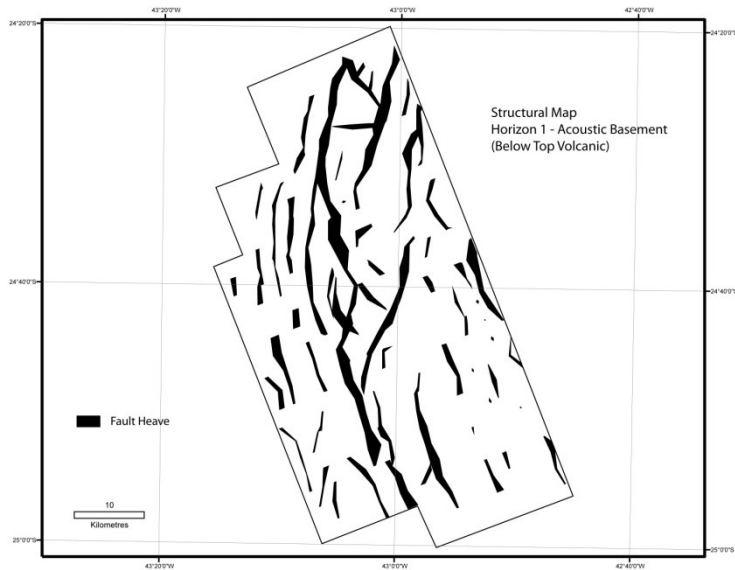 43°20'0"W
43°0'0"W
42°40'0"W
24°20'0"S
24°20'0"S
Structural Map
Horizon 1 - Acoustic Basement
(Below Top Volcanic)
24°40'0"S
24°40'0"S
Fault Heave
10
Kilometres
25°0'0"S
25°0'0"S
43°20'0"W
43°0'0"W
42°40'0"W